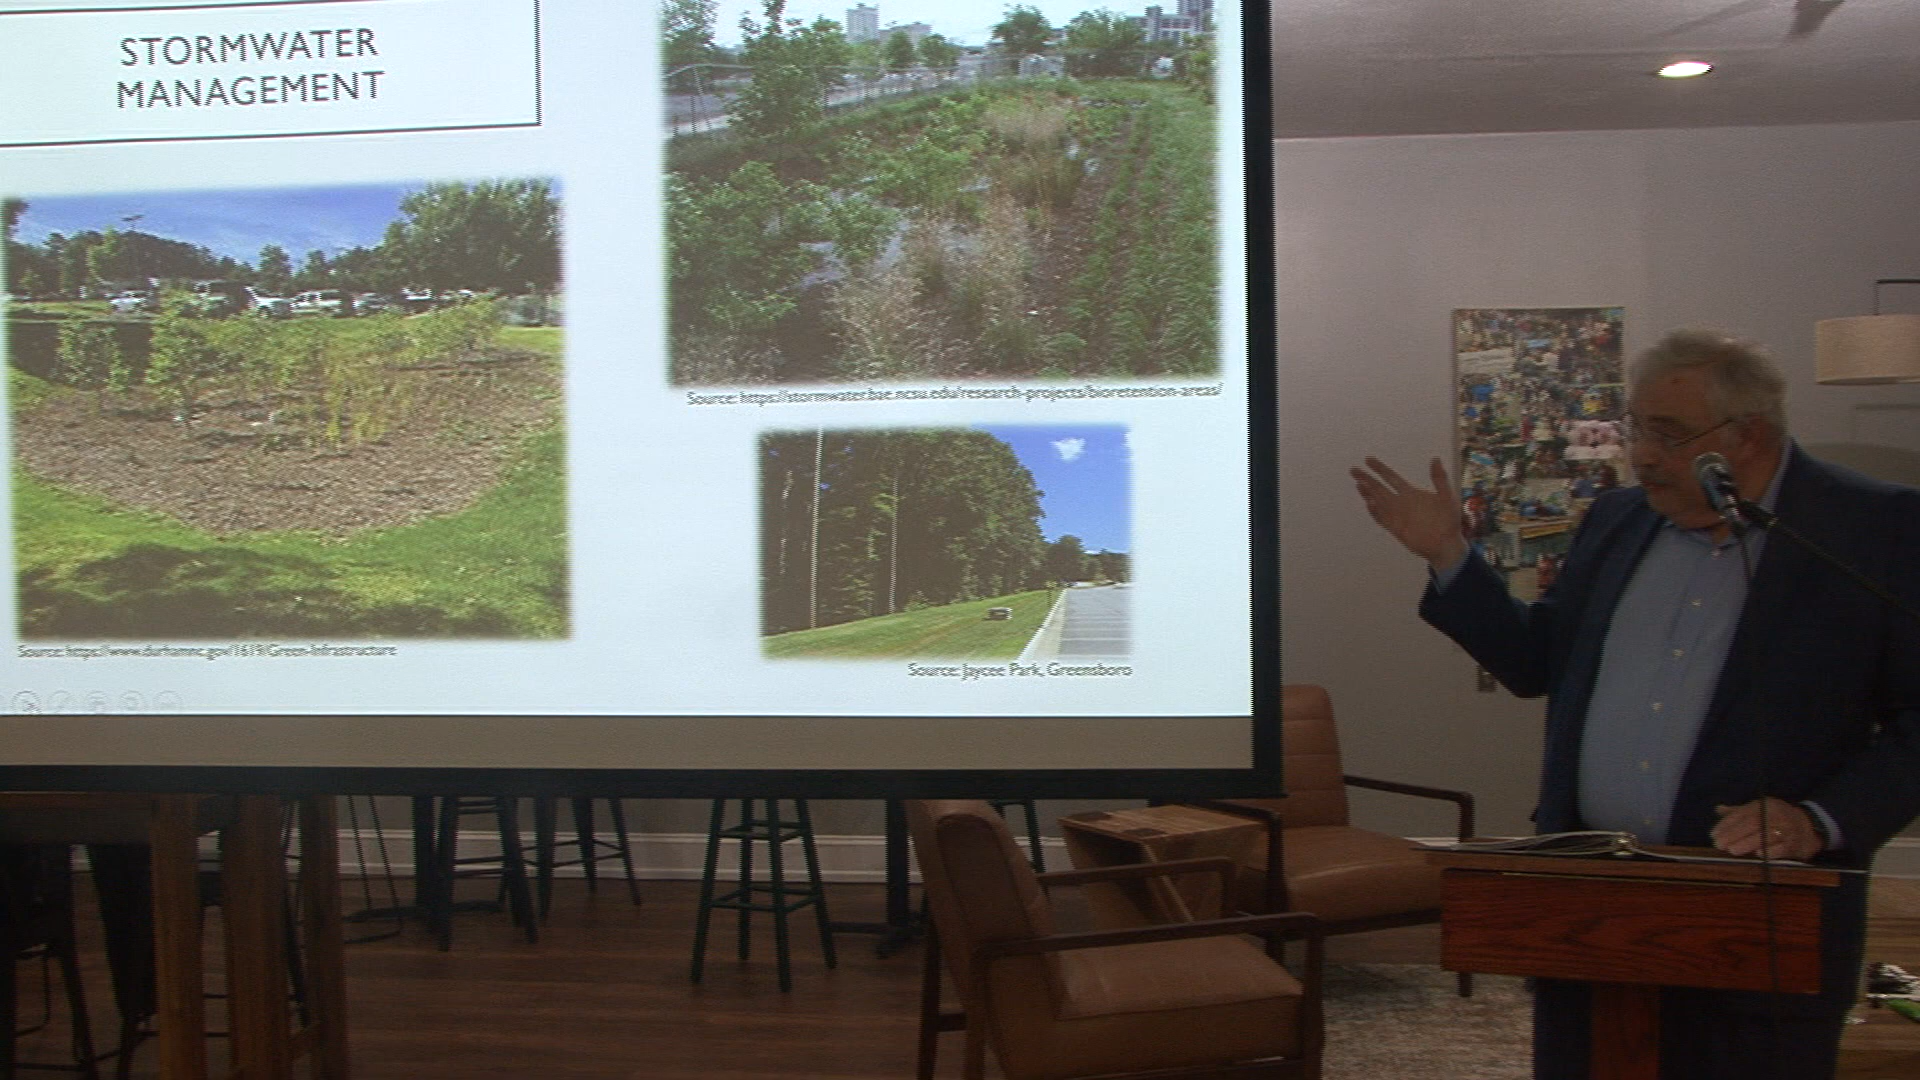 STORMWATER
MANAGEMENT
Source: https://stormwater.bae.ncsu.edu/research-projects/bioretention-areas/
Source: https://www.durhamnc.gov/1619/Green-Infrastructure
Source: Jaycee Park, Greensboro